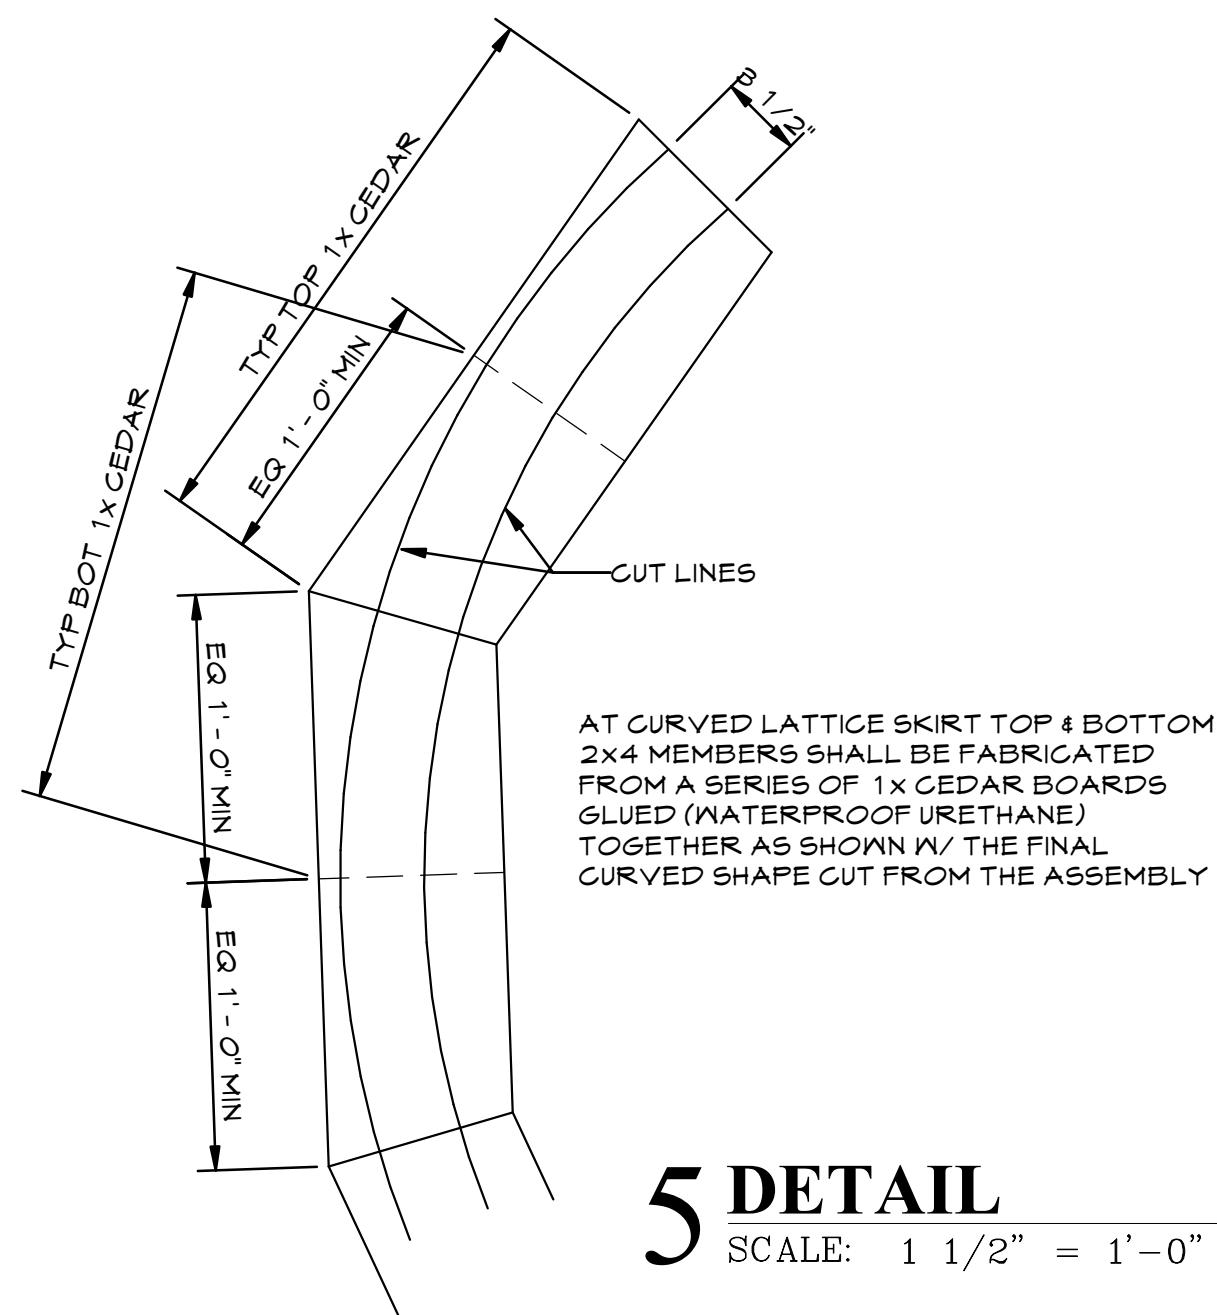 3 1/2"
TYP TOP 1x CEDAR
EQ 1'-0" MIN
TYP BOT 1x CEDAR
CUT LINES
EQ 1'-0" MIN
AT CURVED LATTICE SKIRT TOP & BOTTOM
2x4 MEMBERS SHALL BE FABRICATED
FROM A SERIES OF 1x CEDAR BOARDS
GLUED (WATERPROOF URETHANE)
TOGETHER AS SHOWN W/ THE FINAL
CURVED SHAPE CUT FROM THE ASSEMBLY
EQ 1'-0" MIN
5 DETAIL
SCALE: 1 1/2" = 1'-0"